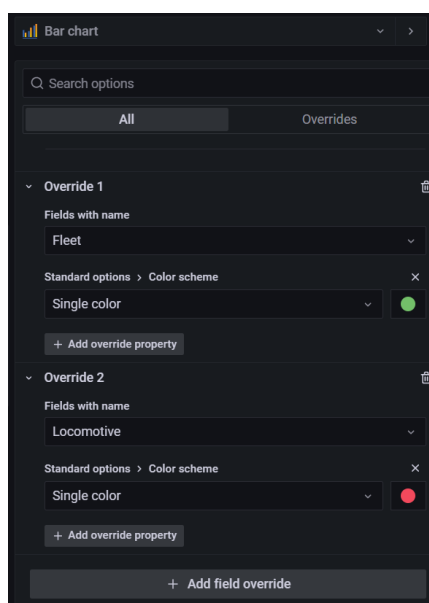 Bar chart
Search options
All Overrides
Override 1
Fields with name
Fleet
Standard options > Color scheme
Single color
+ Add override property
Override 2
Fields with name
Locomotive
Standard options > Color scheme
Single color
+ Add override property
+ Add field override